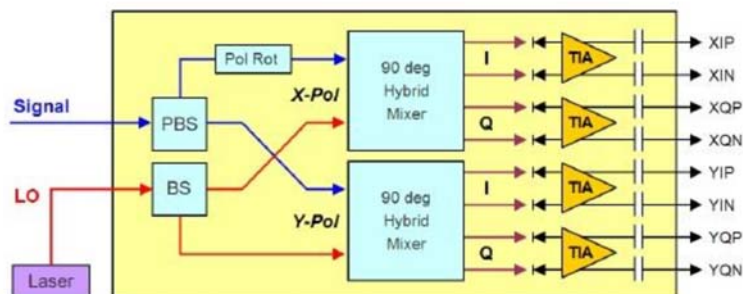 Signal
LO
Laser
PBS
BS
Pol Rot
X-Pol
Y-Pol
90 deg
Hybrid
Mixer
90 deg
Hybrid
Mixer
I
Q
I
Q
TIA
TIA
TIA
TIA
XIP
XIN
XQP
XQN
YIP
YIN
YQP
YQN